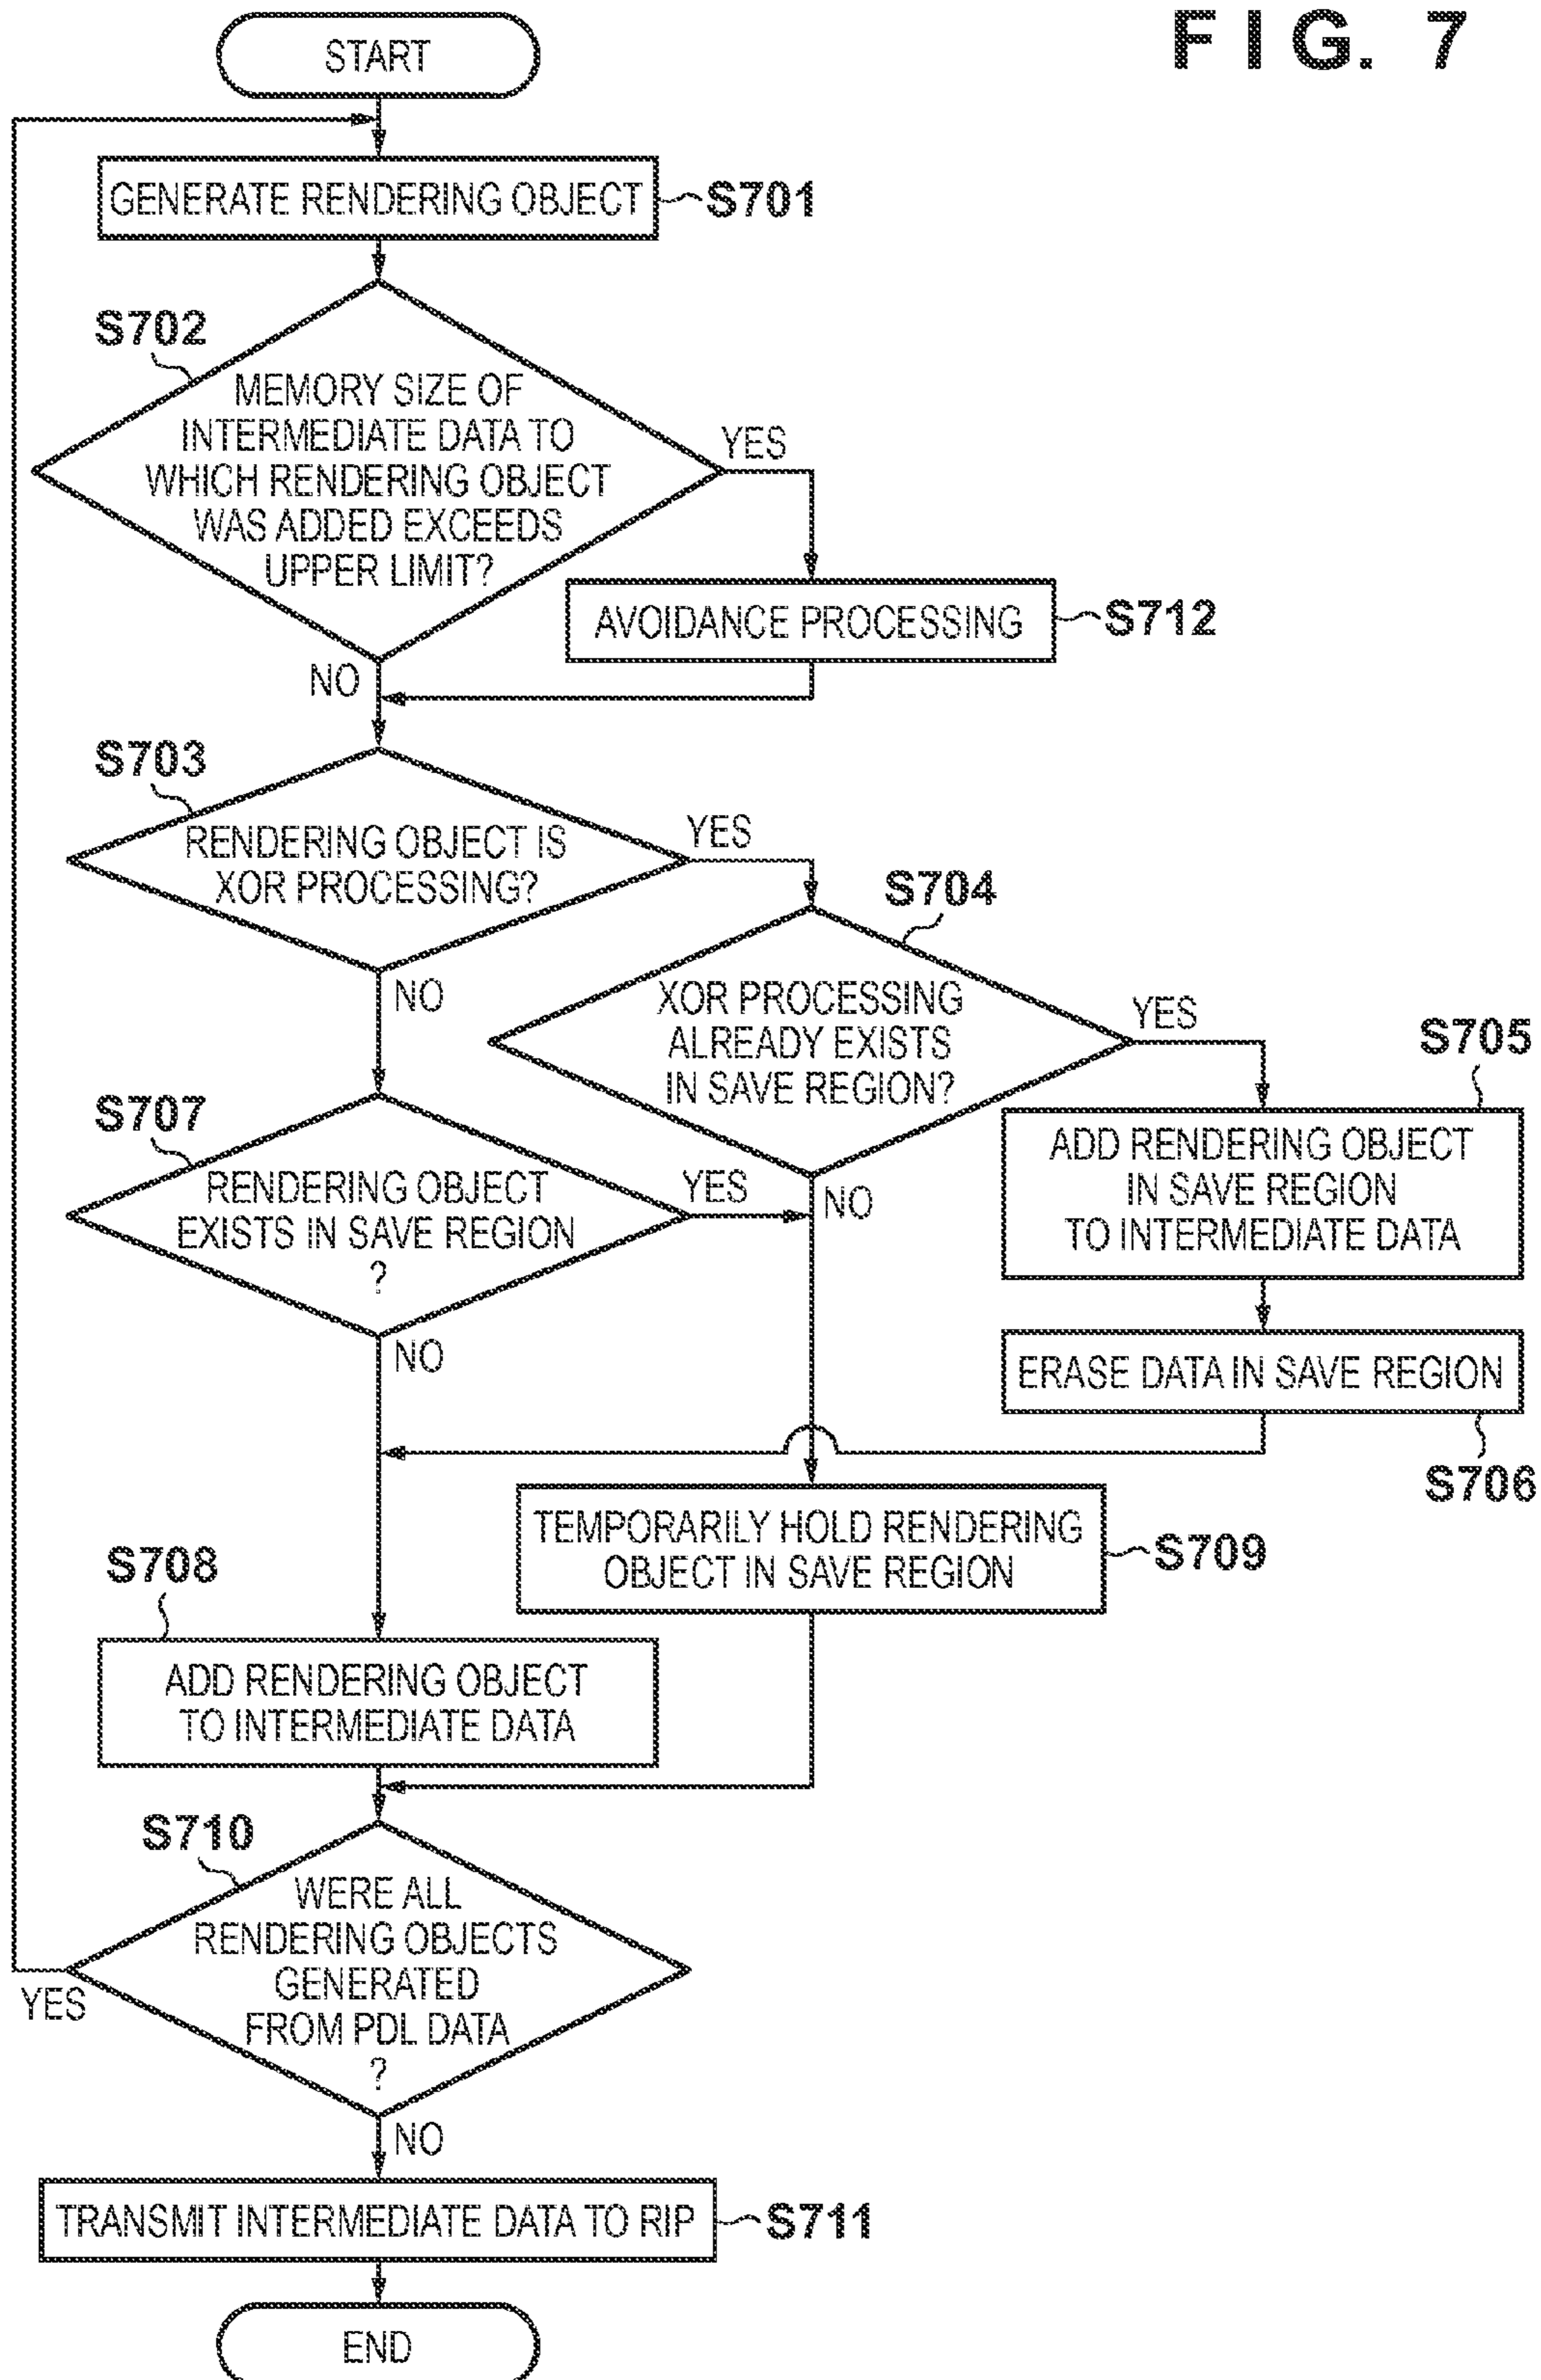 FIG. 7
START
GENERATE RENDERING OBJECT
S701
S702
MEMORY SIZE OF
INTERMEDIATE DATA TO
WHICH RENDERING OBJECT
WAS ADDED EXCEEDS
UPPER LIMIT?
YES
NO
AVOIDANCE PROCESSING
S712
S703
RENDERING OBJECT IS
XOR PROCESSING?
YES
NO
S704
XOR PROCESSING
ALREADY EXISTS
IN SAVE REGION?
YES
NO
S705
ADD RENDERING OBJECT
IN SAVE REGION
TO INTERMEDIATE DATA
ERASE DATA IN SAVE REGION
S706
S707
RENDERING OBJECT
EXISTS IN SAVE REGION
?
YES
NO
TEMPORARILY HOLD RENDERING
OBJECT IN SAVE REGION
S709
S708
ADD RENDERING OBJECT
TO INTERMEDIATE DATA
S710
WERE ALL
RENDERING OBJECTS
GENERATED
FROM PDL DATA
?
YES
NO
TRANSMIT INTERMEDIATE DATA TO RIP
S711
END